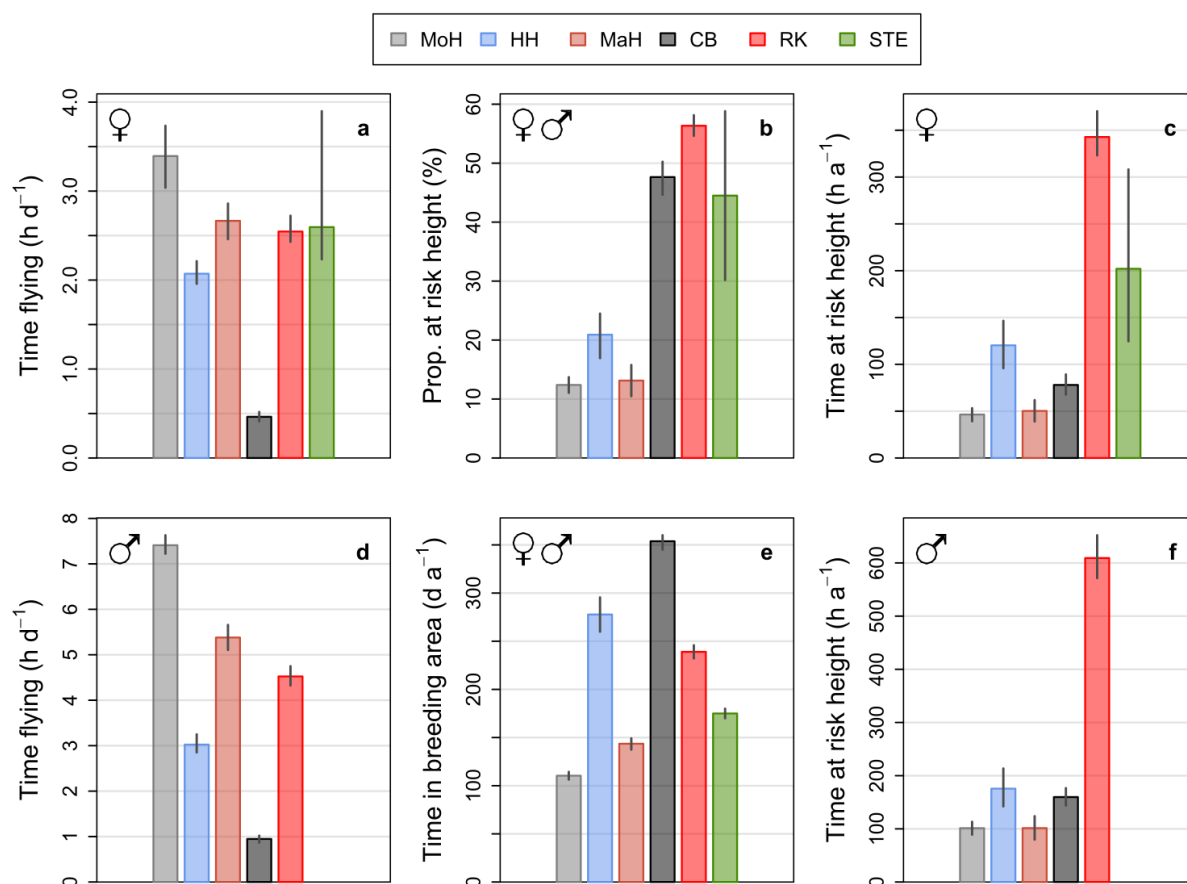 MoH HH MaH CB RK STE
♀ a
Time flying (h d⁻¹)
0.0 1.0 2.0 3.0 4.0
♀♂ b
Prop. at risk height (%)
0 10 20 30 40 50 60
♀ c
Time at risk height (h a⁻¹)
0 100 200 300
♂ d
Time flying (h d⁻¹)
0 1 2 3 4 5 6 7 8
♀♂ e
Time in breeding area (d a⁻¹)
0 100 200 300
♂ f
Time at risk height (h a⁻¹)
0 100 200 300 400 500 600